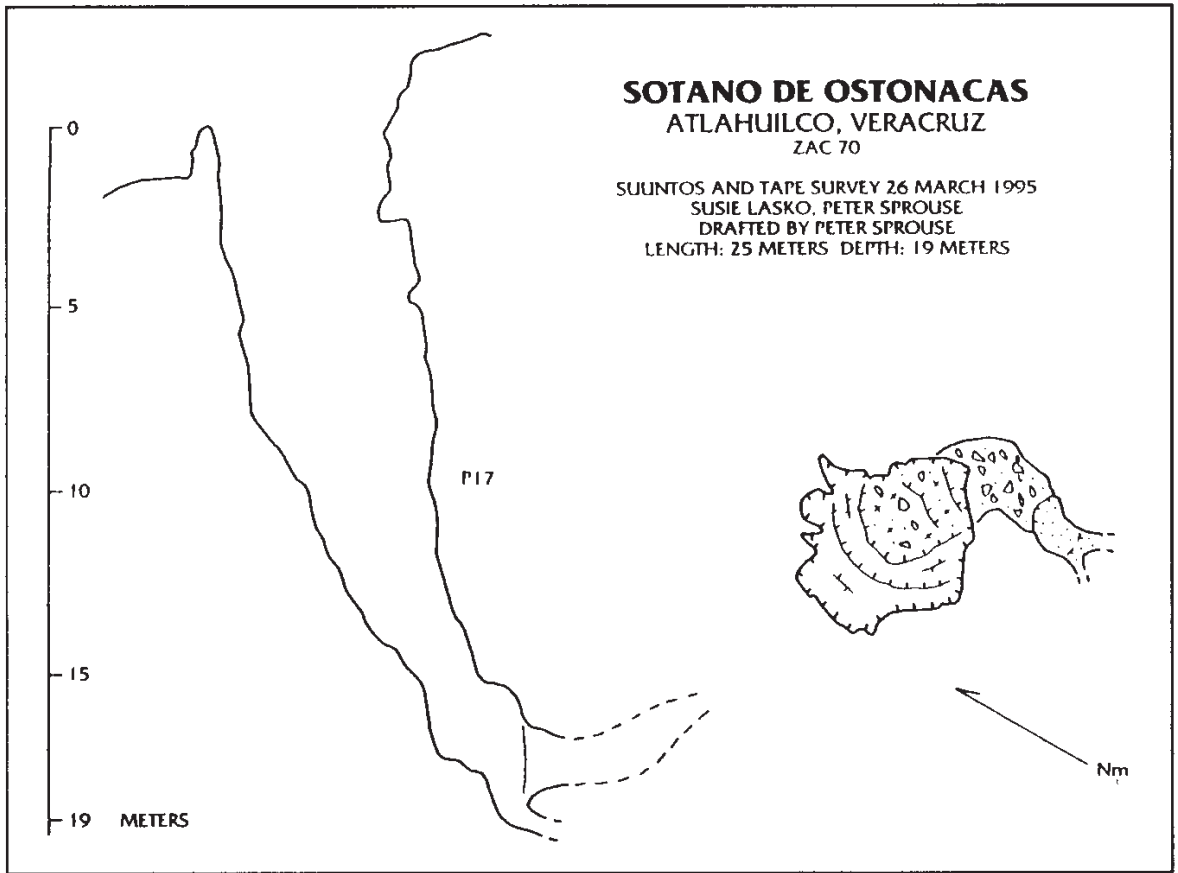 SOTANO DE OSTONACAS
ATLAHUILCO, VERACRUZ
ZAC 70
SUUNTOS AND TAPE SURVEY 26 MARCH 1995
SUSIE LASKO, PETER SPROUSE
DRAFTED BY PETER SPROUSE
LENGTH: 25 METERS DEPTH: 19 METERS
0
5
10
15
19 METERS
P17
Nm